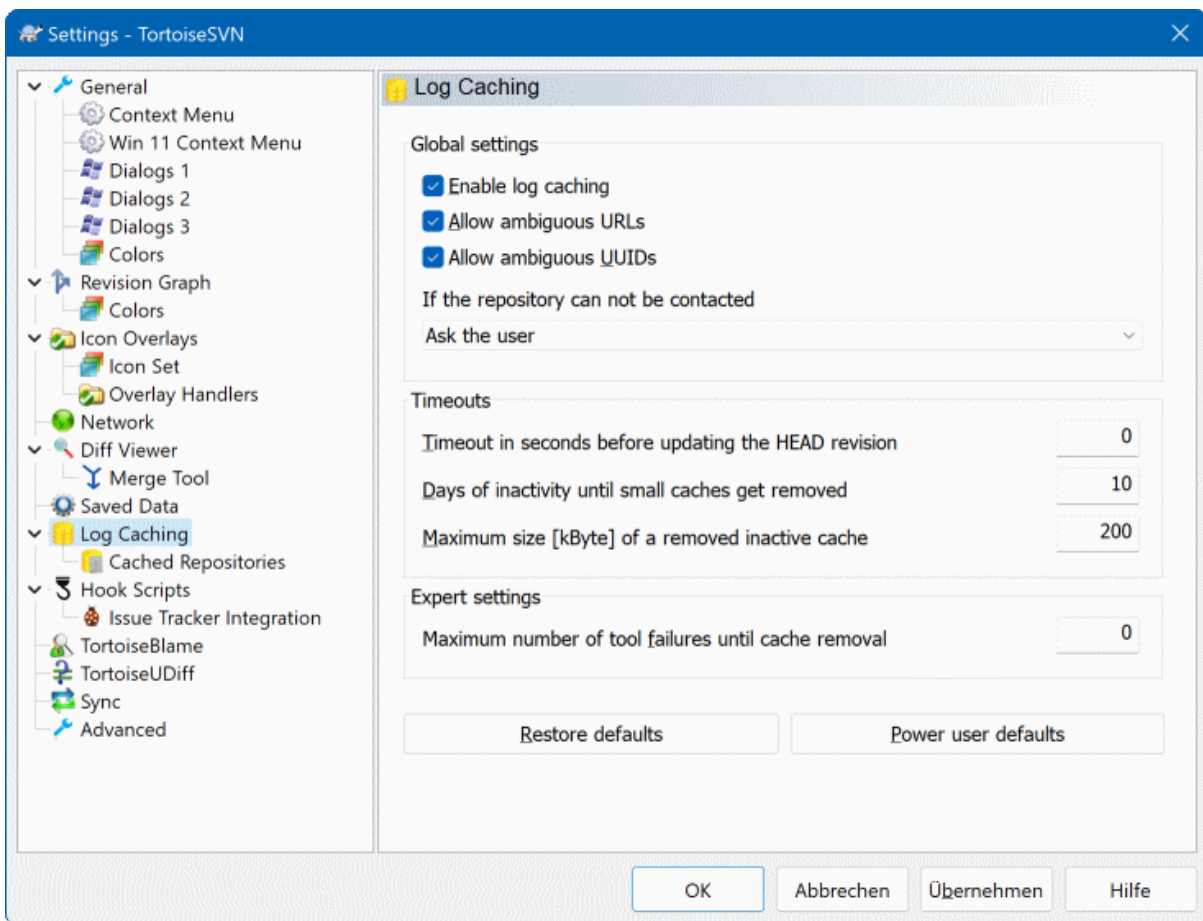 Settings - TortoiseSVN
General
Context Menu
Win 11 Context Menu
Dialogs 1
Dialogs 2
Dialogs 3
Colors
Revision Graph
Colors
Icon Overlays
Icon Set
Overlay Handlers
Network
Diff Viewer
Merge Tool
Saved Data
Log Caching
Cached Repositories
Hook Scripts
Issue Tracker Integration
TortoiseBlame
TortoiseUDiff
Sync
Advanced
Log Caching
Global settings
Enable log caching
Allow ambiguous URLs
Allow ambiguous UUIDs
If the repository can not be contacted
Ask the user
Timeouts
Timeout in seconds before updating the HEAD revision 0
Days of inactivity until small caches get removed 10
Maximum size [kByte] of a removed inactive cache 200
Expert settings
Maximum number of tool failures until cache removal 0
Restore defaults Power user defaults
OK Abbrechen Übernehmen Hilfe